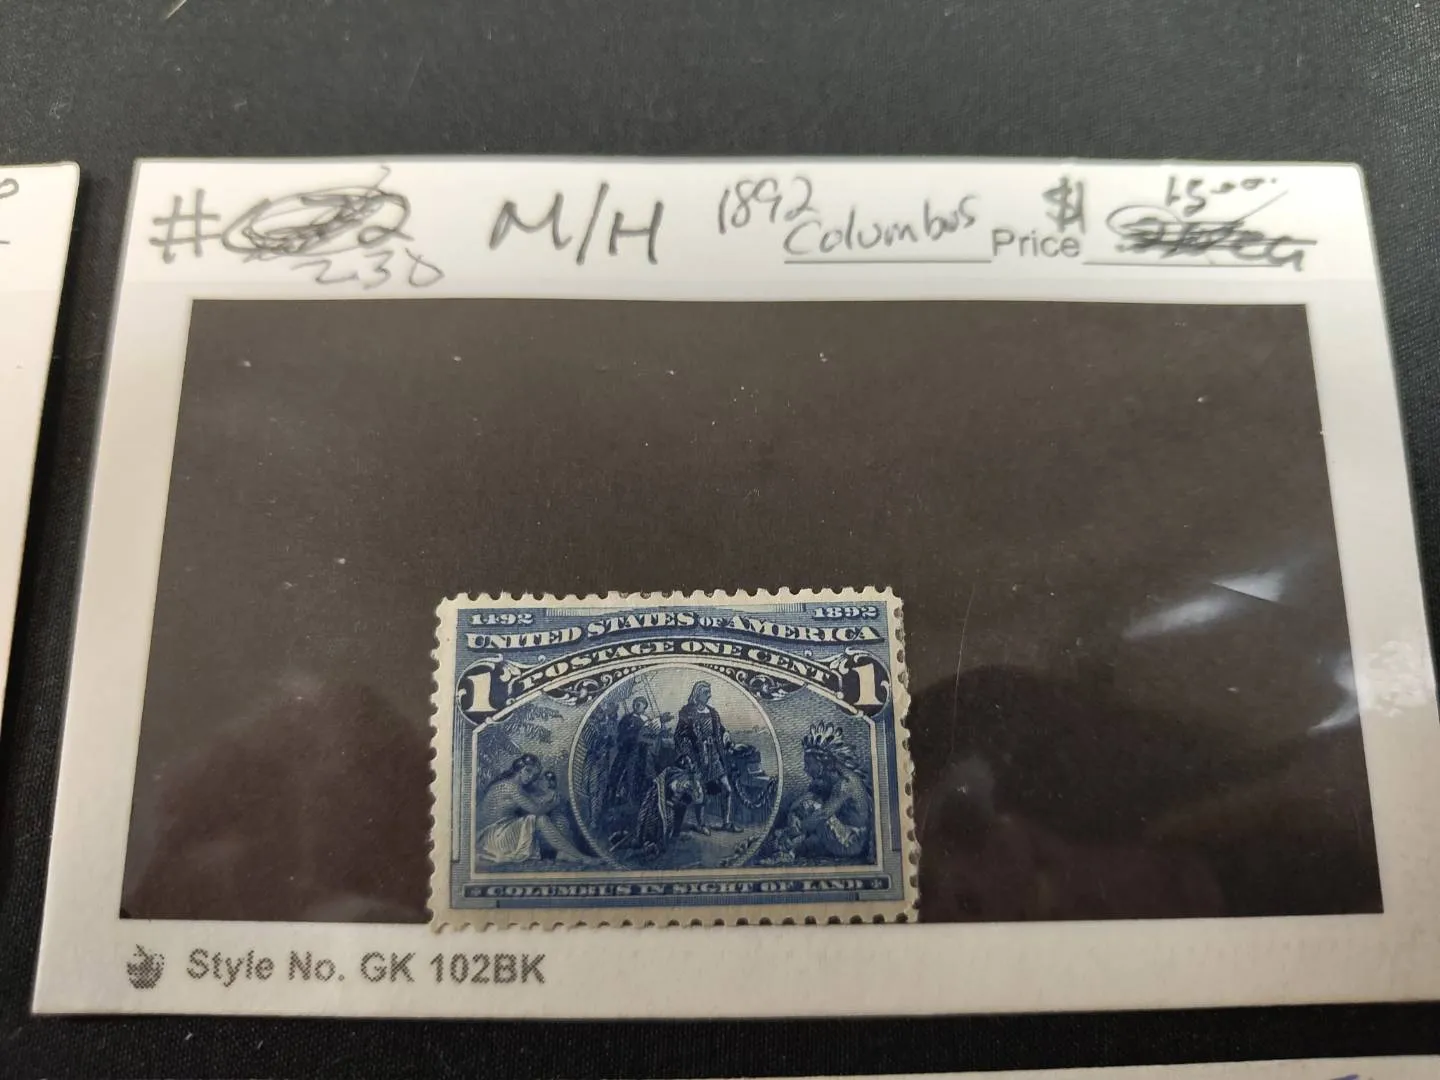 # 230 M/H 1892 Columbus Price $ 15.00
1492 1892
UNITED STATES OF AMERICA
POSTAGE ONE CENT
1 1
COLUMBUS IN SIGHT OF LAND
Style No. GK 102BK